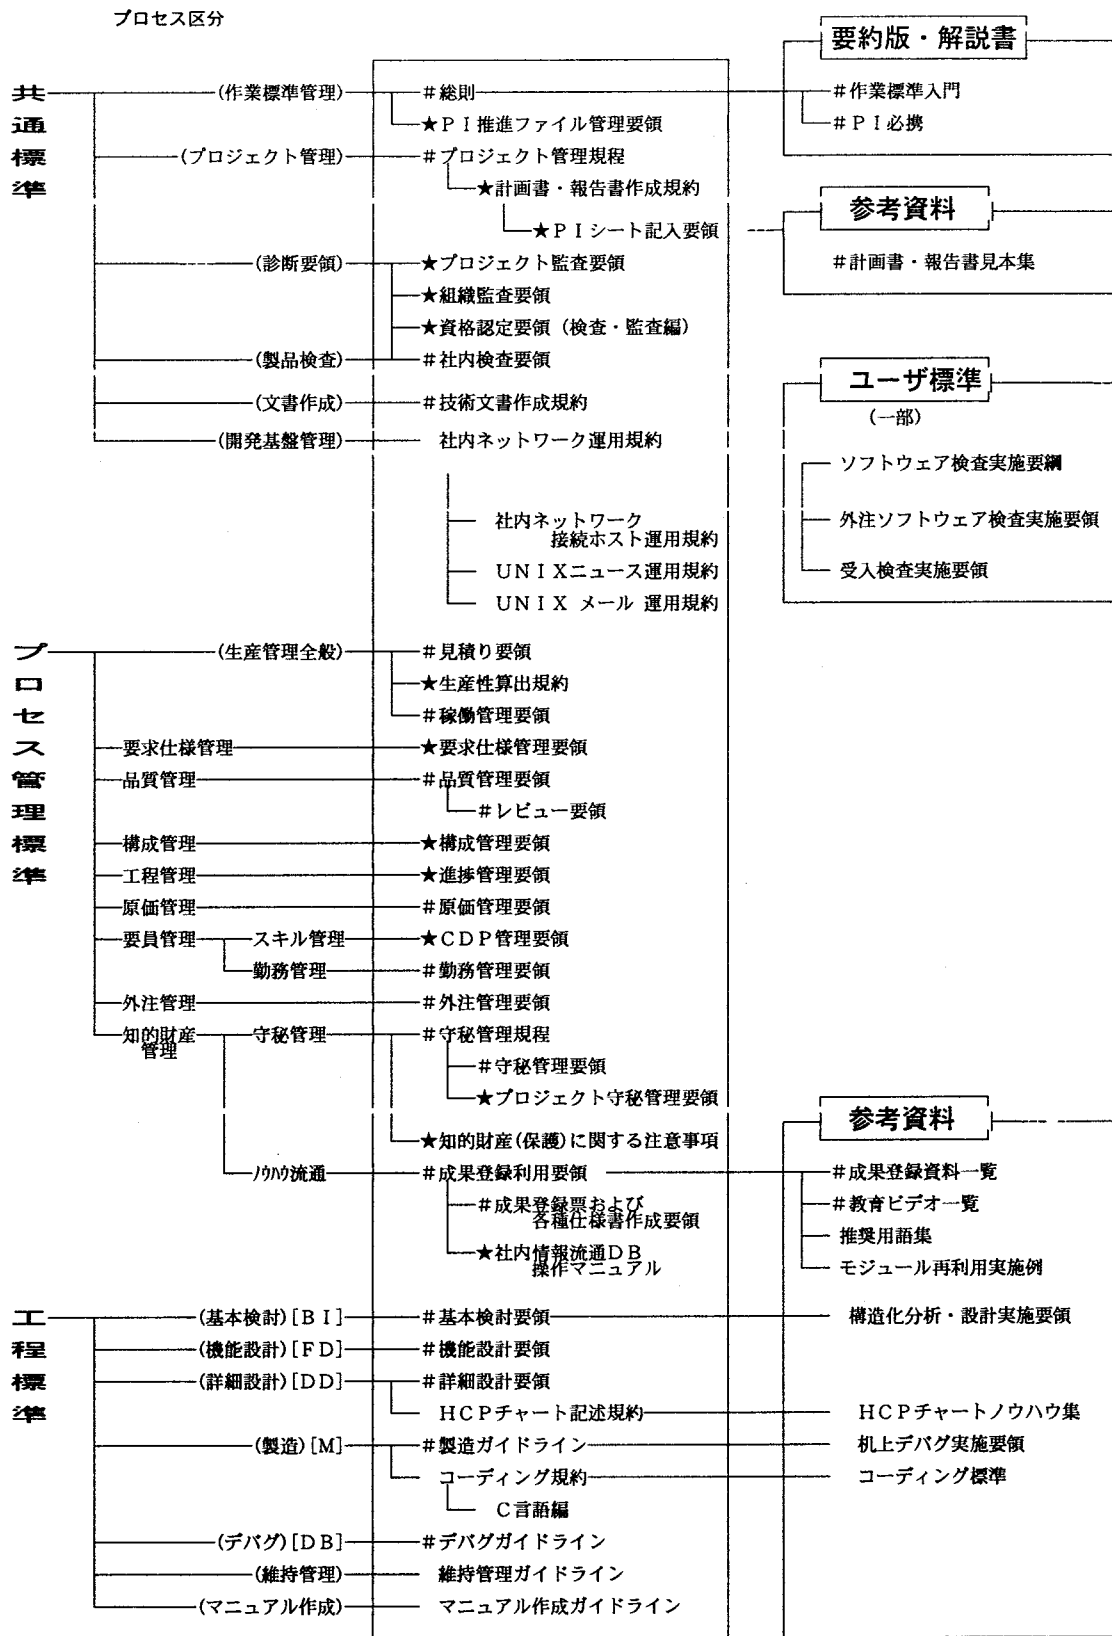 プロセス区分
共通標準
(作業標準管理)
＃総則
★ＰＩ推進ファイル管理要領
(プロジェクト管理)
＃プロジェクト管理規程
★計画書・報告書作成規約
★ＰＩシート記入要領
(診断要領)
★プロジェクト監査要領
★組織監査要領
★資格認定要領（検査・監査編）
(製品検査)
＃社内検査要領
(文書作成)
＃技術文書作成規約
(開発基盤管理)
社内ネットワーク運用規約
社内ネットワーク
接続ホスト運用規約
ＵＮＩＸニュース運用規約
ＵＮＩＸ メール 運用規約
要約版・解説書
＃作業標準入門
＃ＰＩ必携
参考資料
＃計画書・報告書見本集
ユーザ標準
(一部)
ソフトウェア検査実施要綱
外注ソフトウェア検査実施要領
受入検査実施要領
プロセス管理標準
(生産管理全般)
＃見積り要領
★生産性算出規約
＃稼働管理要領
要求仕様管理
★要求仕様管理要領
品質管理
＃品質管理要領
＃レビュー要領
構成管理
★構成管理要領
工程管理
★進捗管理要領
原価管理
＃原価管理要領
要員管理
スキル管理
★ＣＤＰ管理要領
勤務管理
＃勤務管理要領
外注管理
＃外注管理要領
知的財産
管理
守秘管理
＃守秘管理規程
＃守秘管理要領
★プロジェクト守秘管理要領
★知的財産(保護)に関する注意事項
ﾉｳﾊｳ流通
＃成果登録利用要領
＃成果登録票および
各種仕様書作成要領
★社内情報流通ＤＢ
操作マニュアル
参考資料
＃成果登録資料一覧
＃教育ビデオ一覧
推奨用語集
モジュール再利用実施例
工程標準
(基本検討)[ＢＩ]
＃基本検討要領
構造化分析・設計実施要領
(機能設計)[ＦＤ]
＃機能設計要領
(詳細設計)[ＤＤ]
＃詳細設計要領
ＨＣＰチャート記述規約
ＨＣＰチャートノウハウ集
(製造)[Ｍ]
＃製造ガイドライン
机上デバグ実施要領
コーディング規約
コーディング標準
Ｃ言語編
(デバグ)[ＤＢ]
＃デバグガイドライン
(維持管理)
維持管理ガイドライン
(マニュアル作成)
マニュアル作成ガイドライン